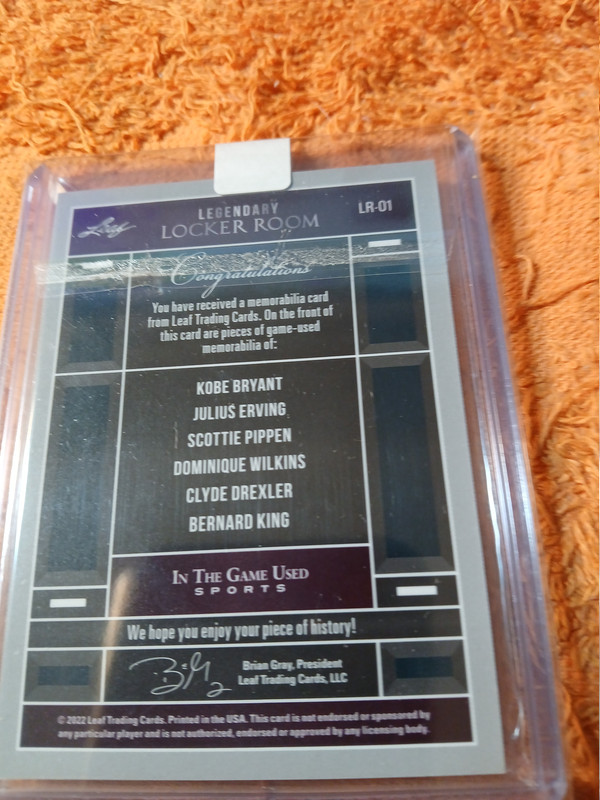 Leaf
LEGENDARY
LOCKER ROOM
LR-01
Congratulations
You have received a memorabilia card
from Leaf Trading Cards. On the front of
this card are pieces of game-used
memorabilia of:
KOBE BRYANT
JULIUS ERVING
SCOTTIE PIPPEN
DOMINIQUE WILKINS
CLYDE DREXLER
BERNARD KING
IN THE GAME USED
SPORTS
We hope you enjoy your piece of history!
Brian Gray, President
Leaf Trading Cards, LLC
© 2022 Leaf Trading Cards. Printed in the USA. This card is not endorsed or sponsored by
any particular player and is not authorized, endorsed or approved by any licensing body.